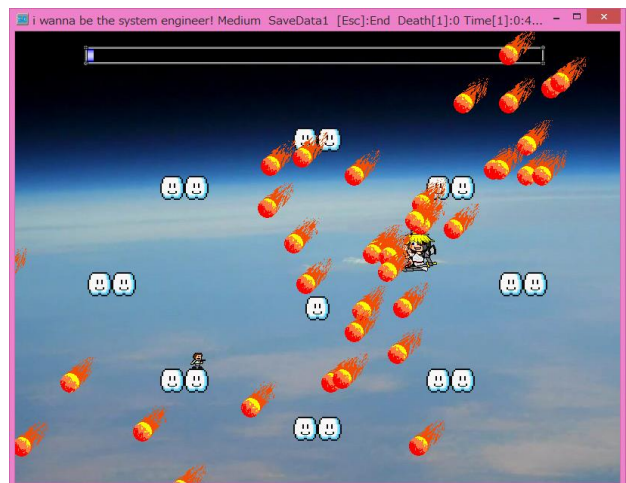 i wanna be the system engineer! Medium  SaveData1  [Esc]:End  Death[1]:0 Time[1]:0:4...